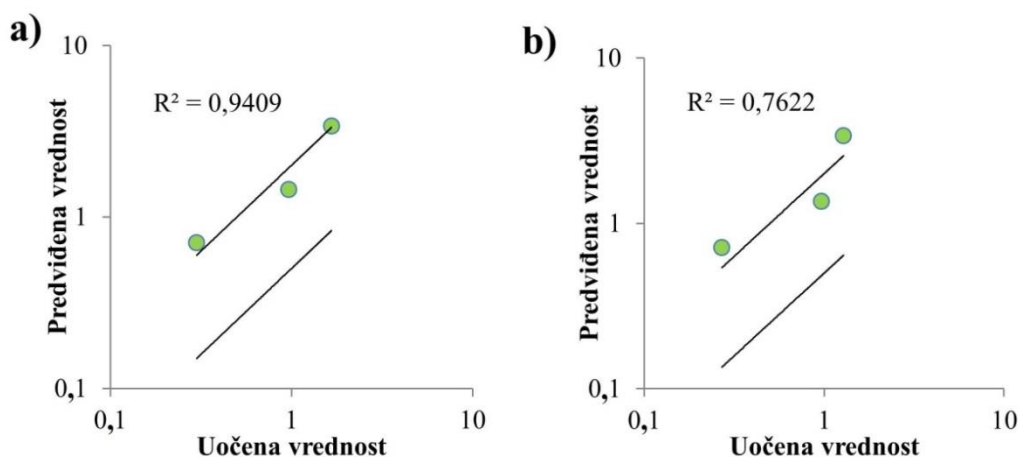 a)
10
R² = 0,9409
Predviđena vrednost
1
0,1
0,1
1
10
Uočena vrednost
b)
10
R² = 0,7622
Predviđena vrednost
1
0,1
0,1
1
10
Uočena vrednost